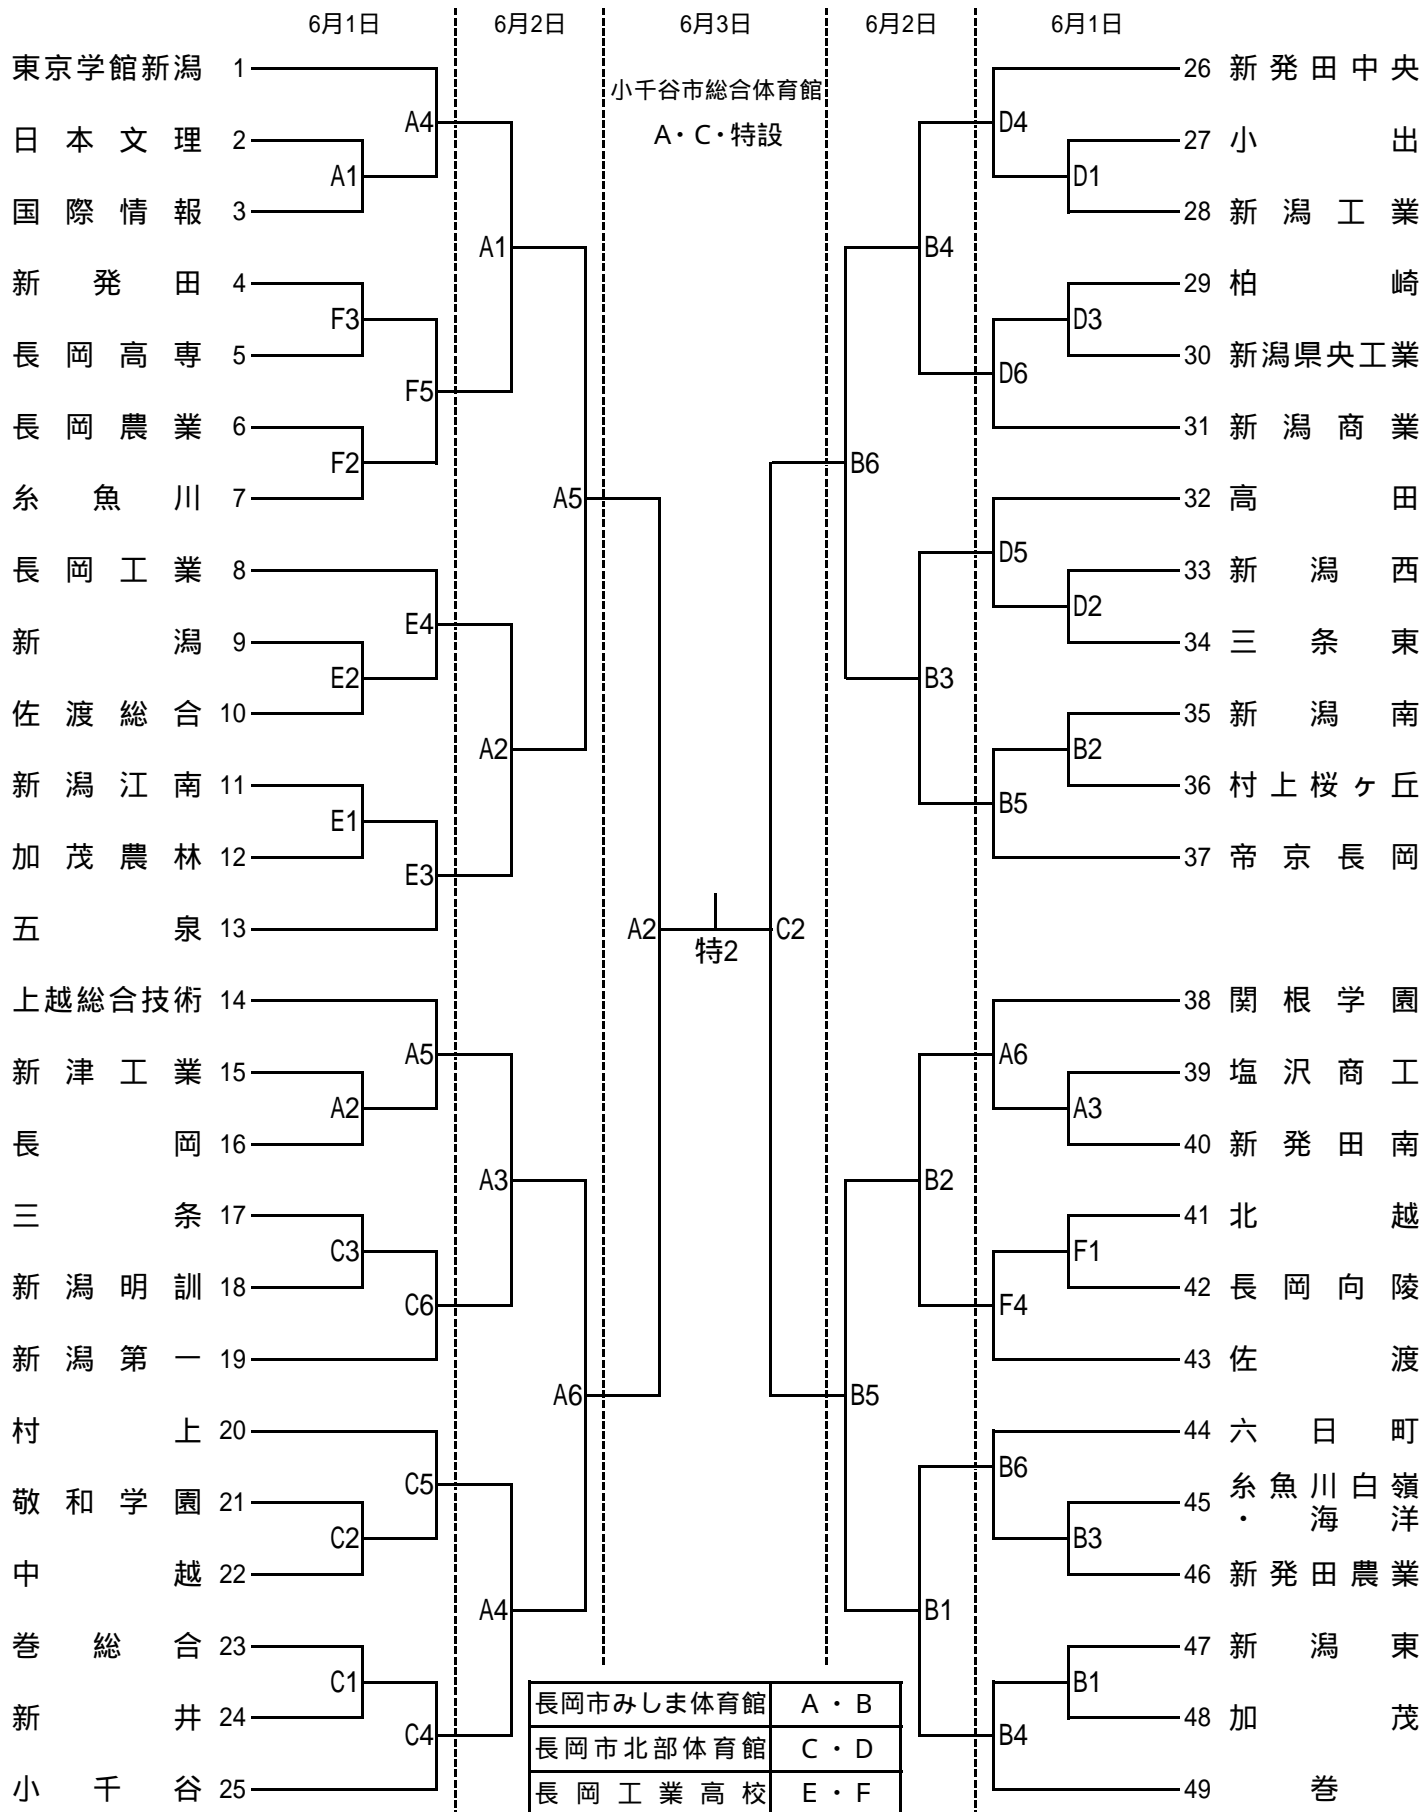 6月1日 6月2日 6月3日 6月2日 6月1日
小千谷市総合体育館
A・C・特設
東京学館新潟 1
日本文理 2
国際情報 3
新発田 4
長岡高専 5
長岡農業 6
糸魚川 7
長岡工業 8
新潟 9
佐渡総合 10
新潟江南 11
加茂農林 12
五泉 13
上越総合技術 14
新津工業 15
長岡 16
三条 17
新潟明訓 18
新潟第一 19
村上 20
敬和学園 21
中越 22
巻総合 23
新井 24
小千谷 25
A1
F3
F2
E2
E1
A2
C3
C2
C1
A4
F5
E4
E3
A5
C6
C5
C4
A1
A2
A3
A4
A5
A6
A2
特2
C2
B6
B5
B4
B3
B2
B1
D4
D6
D5
B5
A6
F4
B6
B4
D1
D3
D2
B2
A3
F1
B3
B1
26 新発田中央
27 小出
28 新潟工業
29 柏崎
30 新潟県央工業
31 新潟商業
32 高田
33 新潟西
34 三条東
35 新潟南
36 村上桜ヶ丘
37 帝京長岡
38 関根学園
39 塩沢商工
40 新発田南
41 北越
42 長岡向陵
43 佐渡
44 六日町
45 糸魚川白嶺
・海洋
46 新発田農業
47 新潟東
48 加茂
49 巻
長岡市みしま体育館 A・B
長岡市北部体育館 C・D
長岡工業高校 E・F